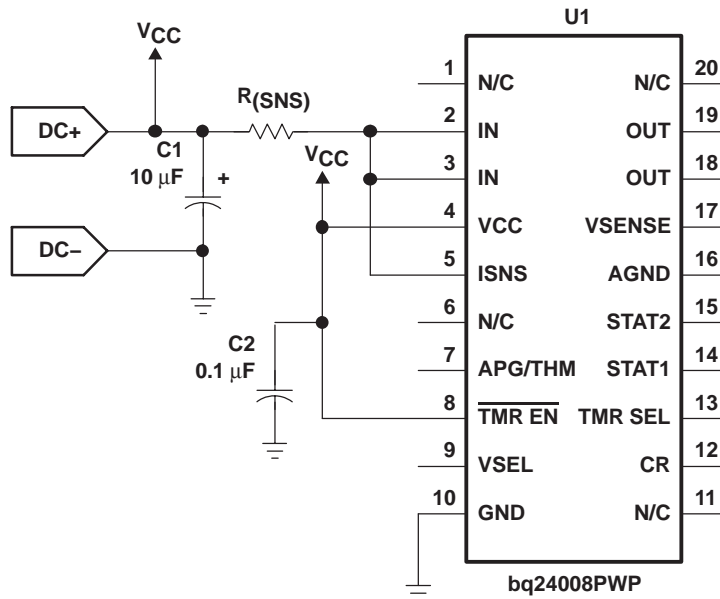 U1
VCC
DC+
R(SNS)
C1
10 μF
+
VCC
DC–
C2
0.1 μF
1 N/C N/C 20
2 IN OUT 19
3 IN OUT 18
4 VCC VSENSE 17
5 ISNS AGND 16
6 N/C STAT2 15
7 APG/THM STAT1 14
8 TMR EN TMR SEL 13
9 VSEL CR 12
10 GND N/C 11
bq24008PWP